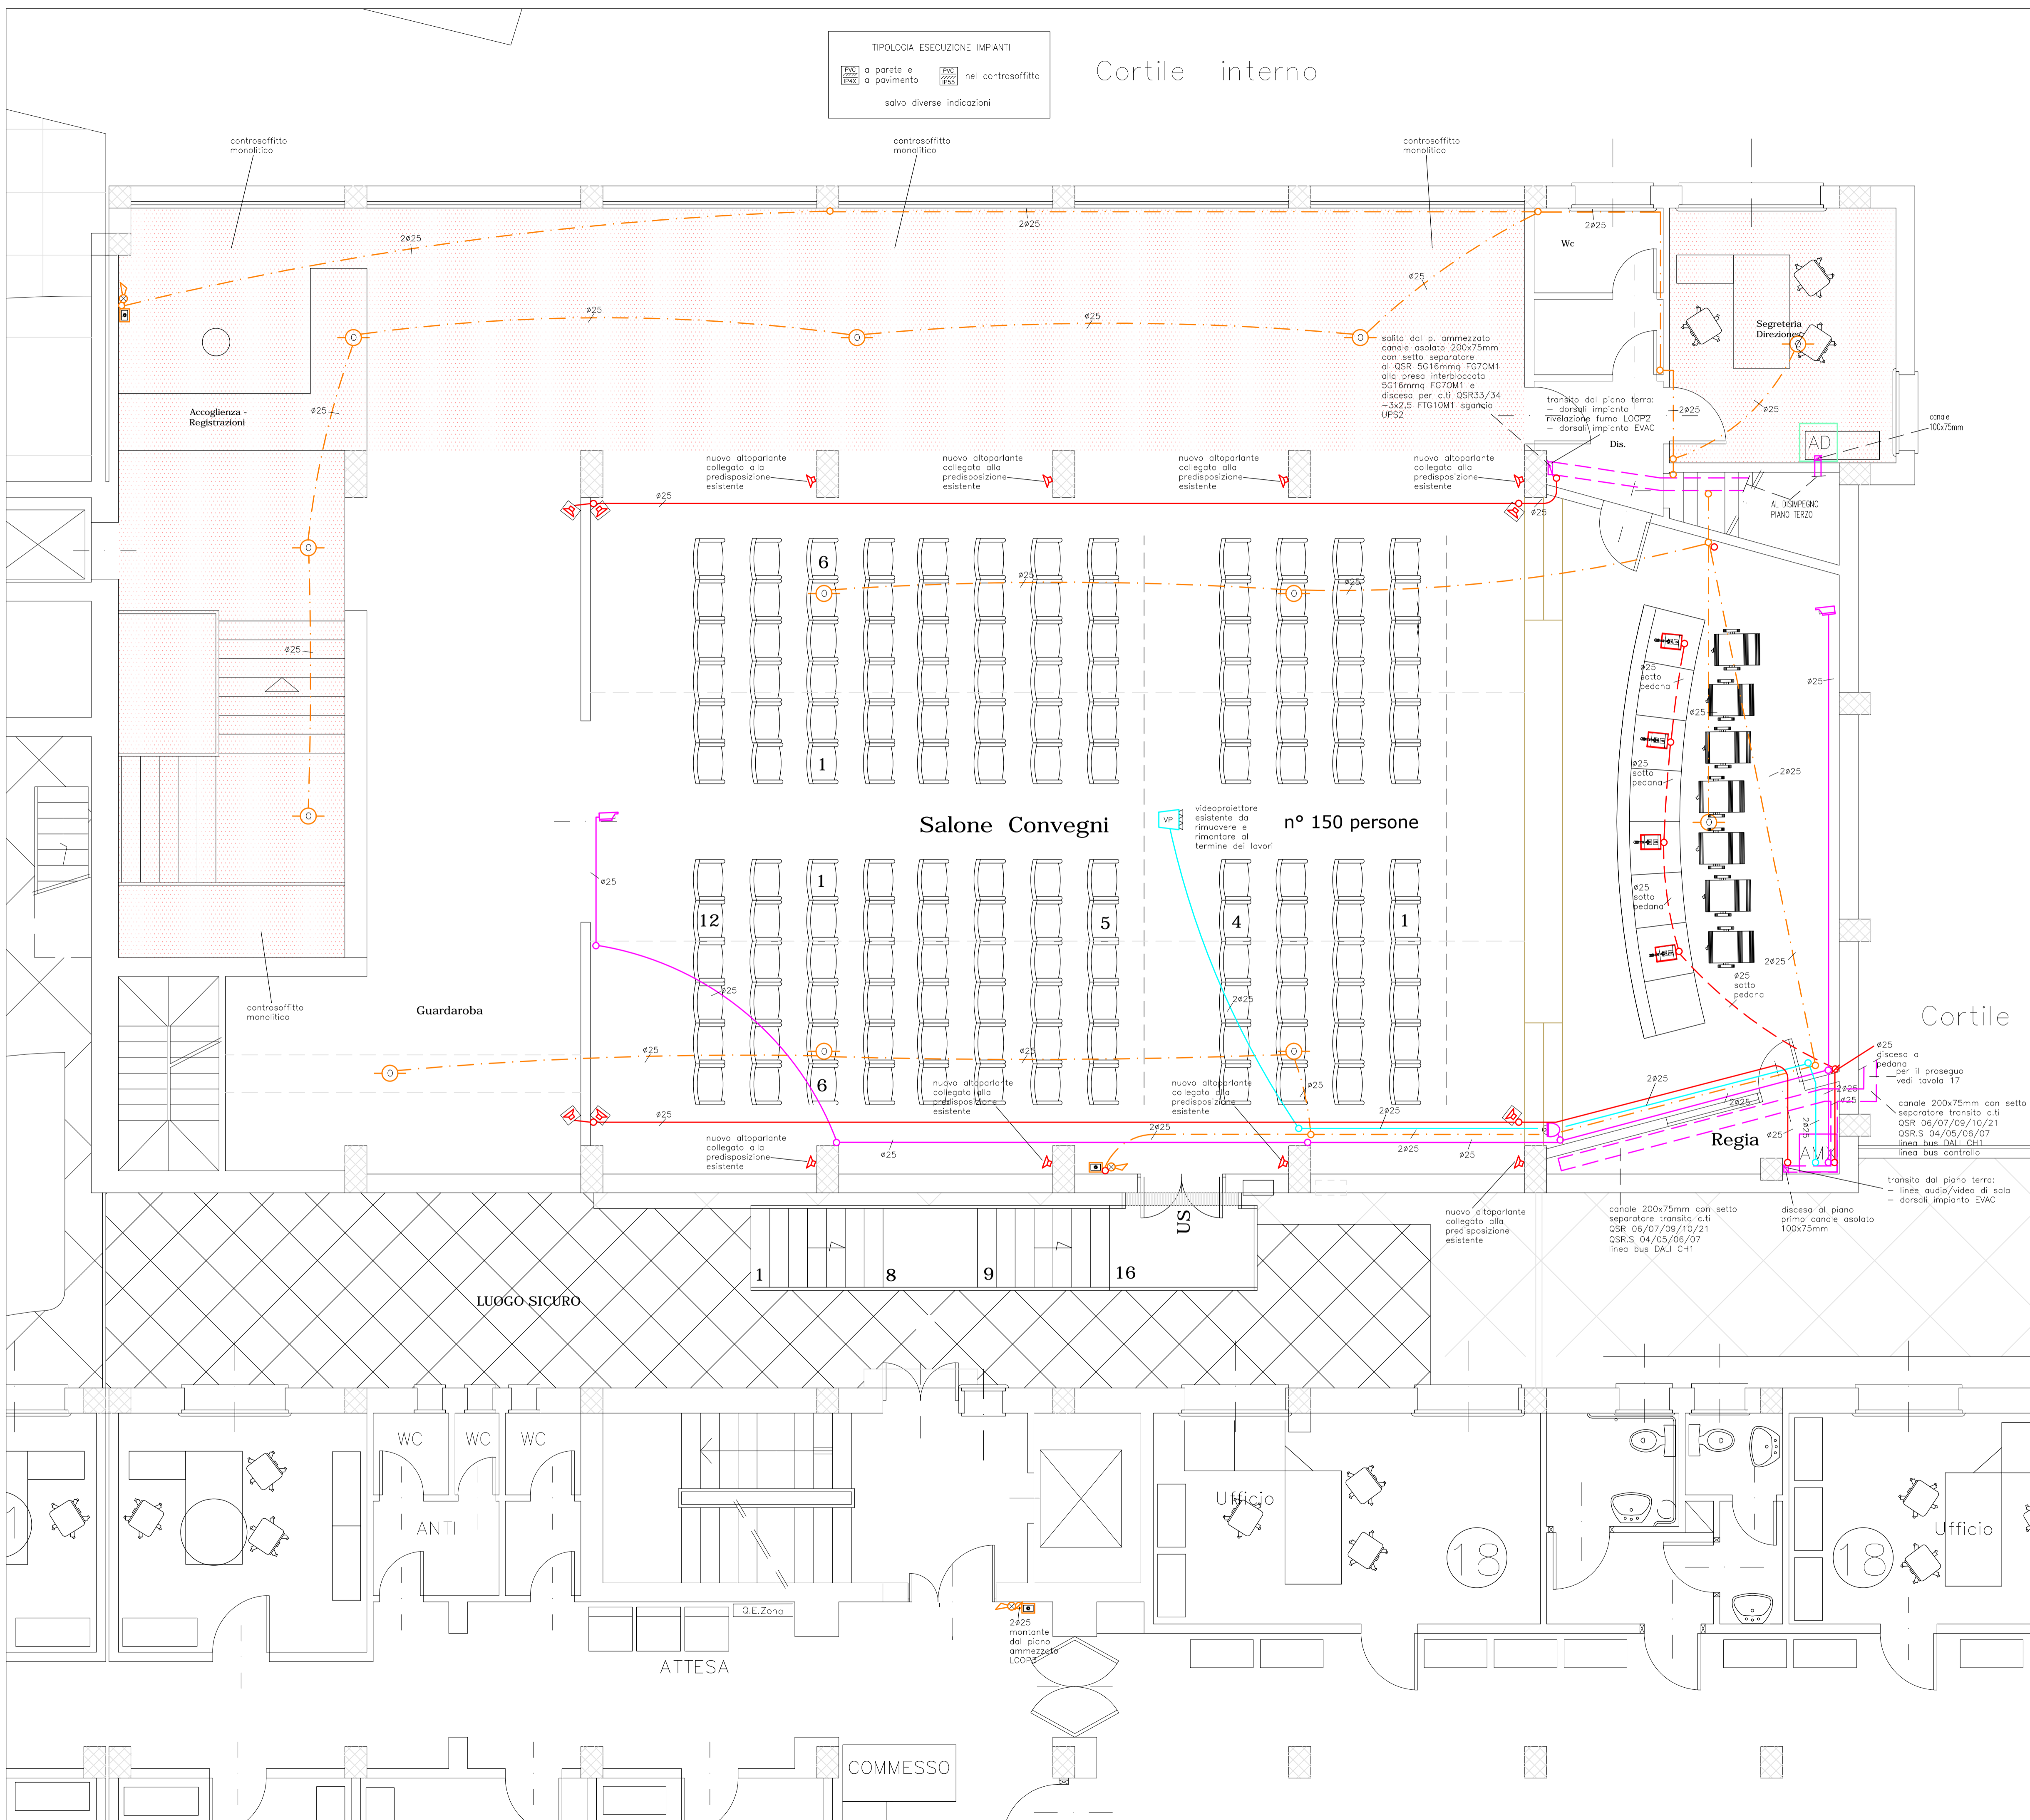 TIPOLOGIA ESECUZIONE IMPIANTI
PVC
IP4X
a parete e
a pavimento
PVC
IP55
nel controsoffitto
salvo diverse indicazioni
Cortile interno
controsoffitto
monolitico
controsoffitto
monolitico
controsoffitto
monolitico
2ø25
2ø25
2ø25
Wc
ø25
ø25
ø25
Segreteria
Direzione
salita dal p. ammezzato
canale asolato 200x75mm
con setto separatore
al QSR 5G16mmq FG7OM1
alla presa interbloccata
5G16mmq FG7OM1 e
discesa per c.ti QSR33/34
-3x2,5 FTG10M1 sgancio
UPS2
transito dal piano terra:
- dorsali impianto
rivelazione fumo LOOP2
- dorsali impianto EVAC
2ø25
ø25
canale
100x75mm
Accoglienza -
Registrazioni
ø25
Dis.
AD
AL DISIMPEGNO
PIANO TERZO
nuovo altoparlante
collegato alla
predisposizione
esistente
nuovo altoparlante
collegato alla
predisposizione
esistente
nuovo altoparlante
collegato alla
predisposizione
esistente
nuovo altoparlante
collegato alla
predisposizione
esistente
ø25
ø25
6
ø25
ø25
ø25
ø25
sotto
pedana
ø25
ø25
1
ø25
sotto
pedana
2ø25
Salone Convegni
VP
videoproiettore
esistente da
rimuovere e
rimontare al
termine dei lavori
n° 150 persone
ø25
1
ø25
sotto
pedana
12
5
4
1
2ø25
ø25
sotto
pedana
ø25
2ø25
controsoffitto
monolitico
Guardaroba
Cortile
ø25
ø25
6
ø25
ø25
discesa a
pedana
per il proseguo
vedi tavola 17
nuovo altoparlante
collegato alla
predisposizione
esistente
nuovo altoparlante
collegato alla
predisposizione
esistente
2ø25
2ø25
2ø25
ø25
canale 200x75mm con setto
separatore transito c.ti
QSR 06/07/09/10/21
QSR.S 04/05/06/07
linea bus DALI CH1
linea bus controllo
ø25
2ø25
nuovo altoparlante
collegato alla
predisposizione
esistente
ø25
2ø25
2ø25
ø25
6
Regia
ø25
2ø25
AM
transito dal piano terra:
- linee audio/video di sala
- dorsali impianto EVAC
US
nuovo altoparlante
collegato alla
predisposizione
esistente
canale 200x75mm con setto
separatore transito c.ti
QSR 06/07/09/10/21
QSR.S 04/05/06/07
linea bus DALI CH1
discesa al piano
primo canale asolato
100x75mm
1
8
9
16
LUOGO SICURO
WC
WC
WC
ANTI
Ufficio
18
18
Ufficio
Q.E.Zona
2ø25
montante
dal piano
ammezzato
LOOP3
ATTESA
COMMESSO